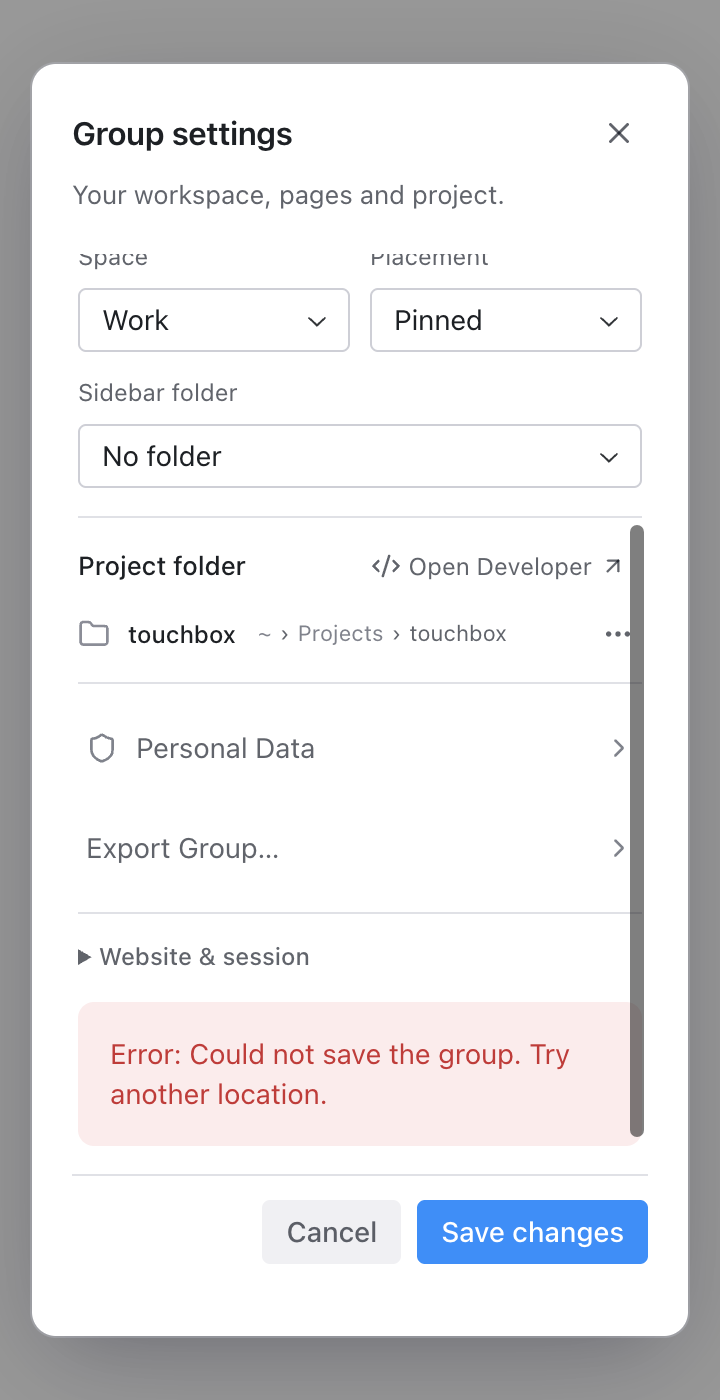 Group settings
Your workspace, pages and project.
Space Placement
Work Pinned
Sidebar folder
No folder
Project folder </> Open Developer
touchbox ~ › Projects › touchbox
Personal Data
Export Group...
Website & session
Error: Could not save the group. Try
another location.
Cancel Save changes